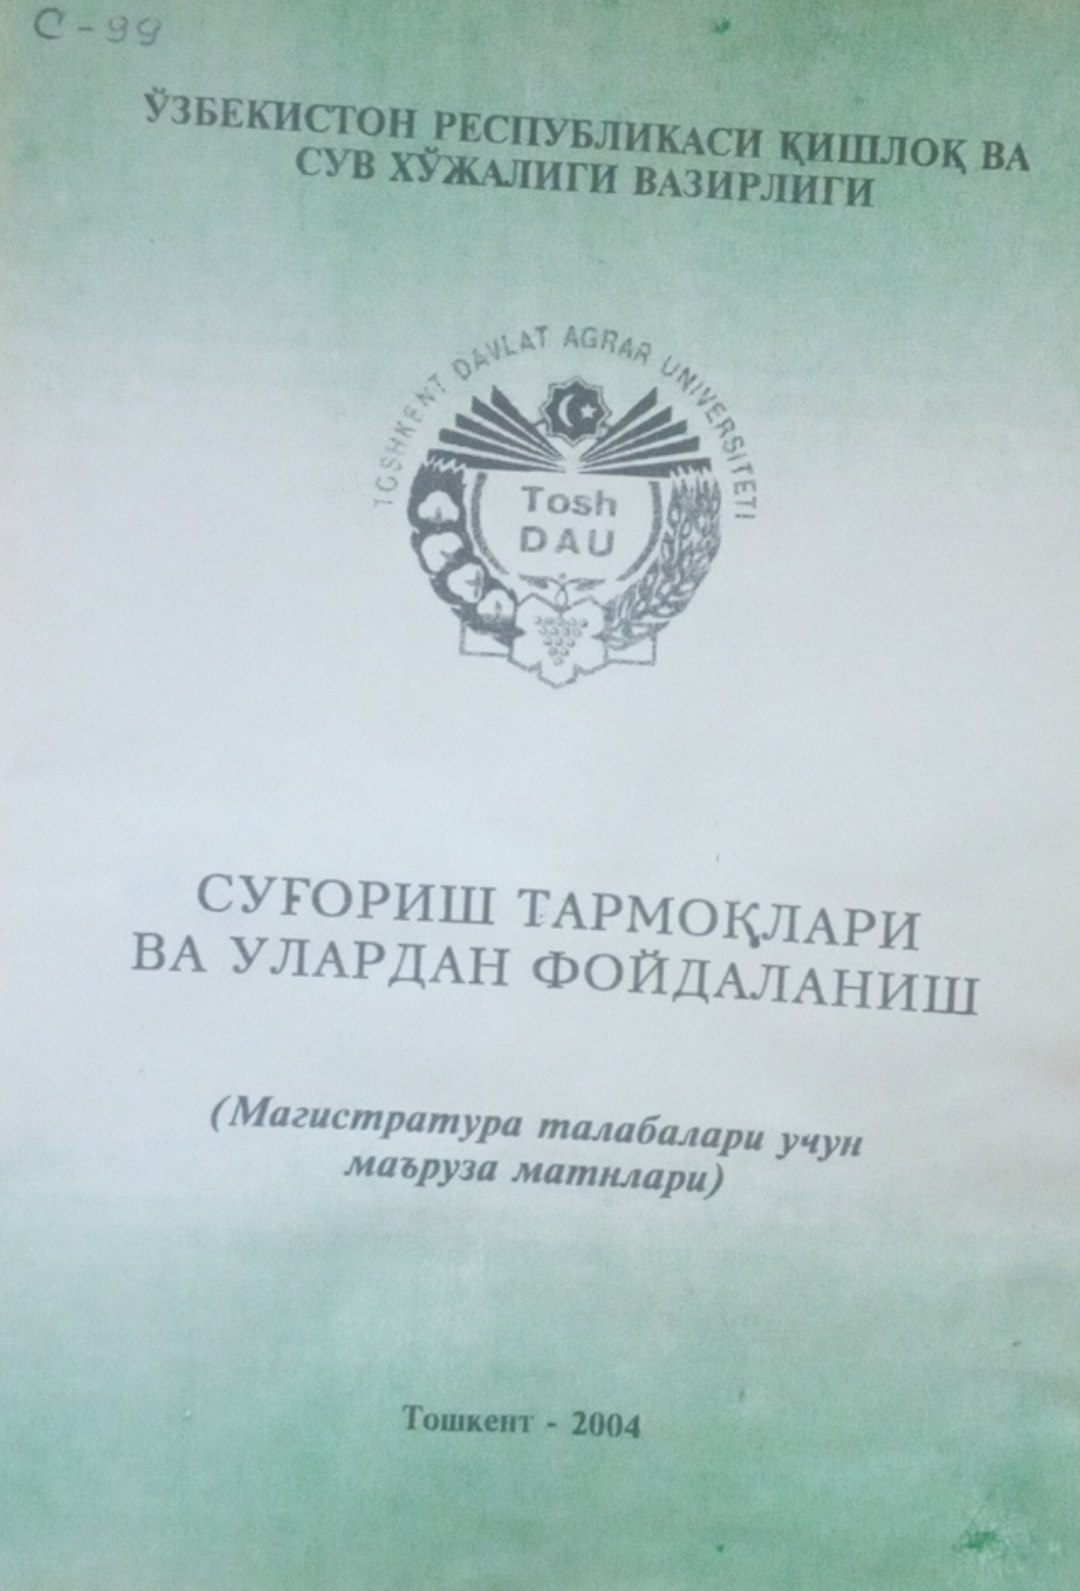 С-99
ЎЗБЕКИСТОН РЕСПУБЛИКАСИ ҚИШЛОҚ ВА
СУВ ХЎЖАЛИГИ ВАЗИРЛИГИ
TOSHKENT DAVLAT AGRAR UNIVERSITETI
Tosh
DAU
СУҒОРИШ ТАРМОҚЛАРИ
ВА УЛАРДАН ФОЙДАЛАНИШ
(Магистратура талабалари учун
маъруза матнлари)
Тошкент - 2004